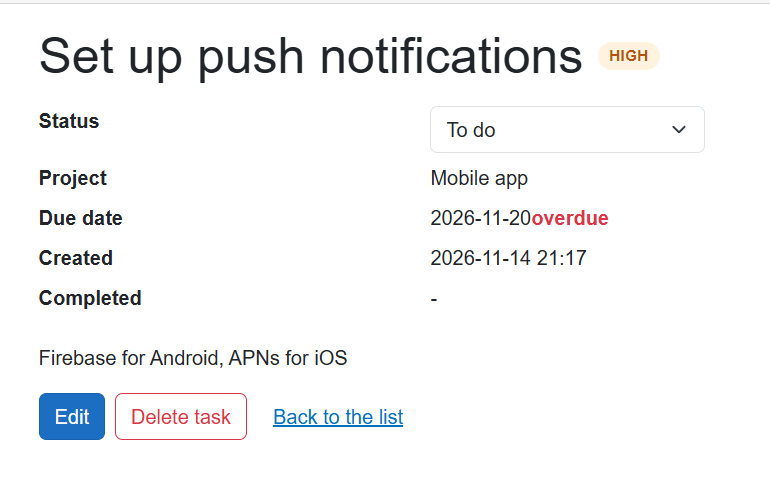 Set up push notifications HIGH
Status To do
Project Mobile app
Due date 2026-11-20overdue
Created 2026-11-14 21:17
Completed -
Firebase for Android, APNs for iOS
Edit Delete task Back to the list